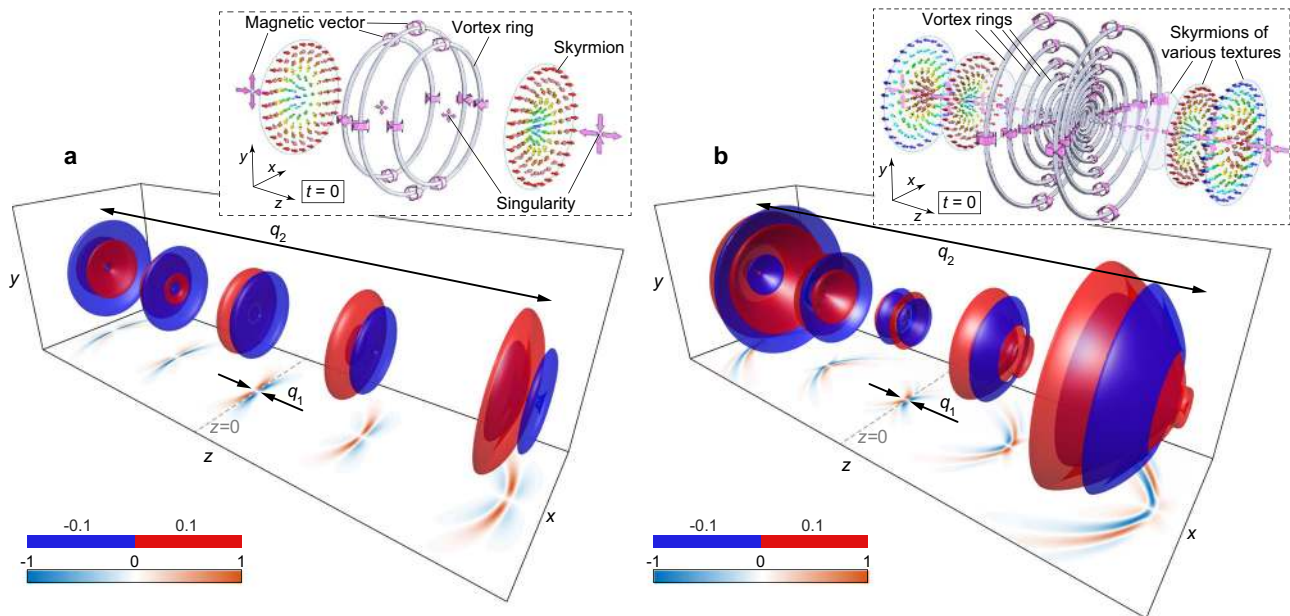 a
Magnetic vector
Vortex ring
Skyrmion
y
x
z
t = 0
Singularity
q2
y
q1
z=0
z
x
-0.1 0.1
-1 0 1
b
Vortex rings
Skyrmions of
various textures
y
x
z
t = 0
q2
y
q1
z=0
z
x
-0.1 0.1
-1 0 1